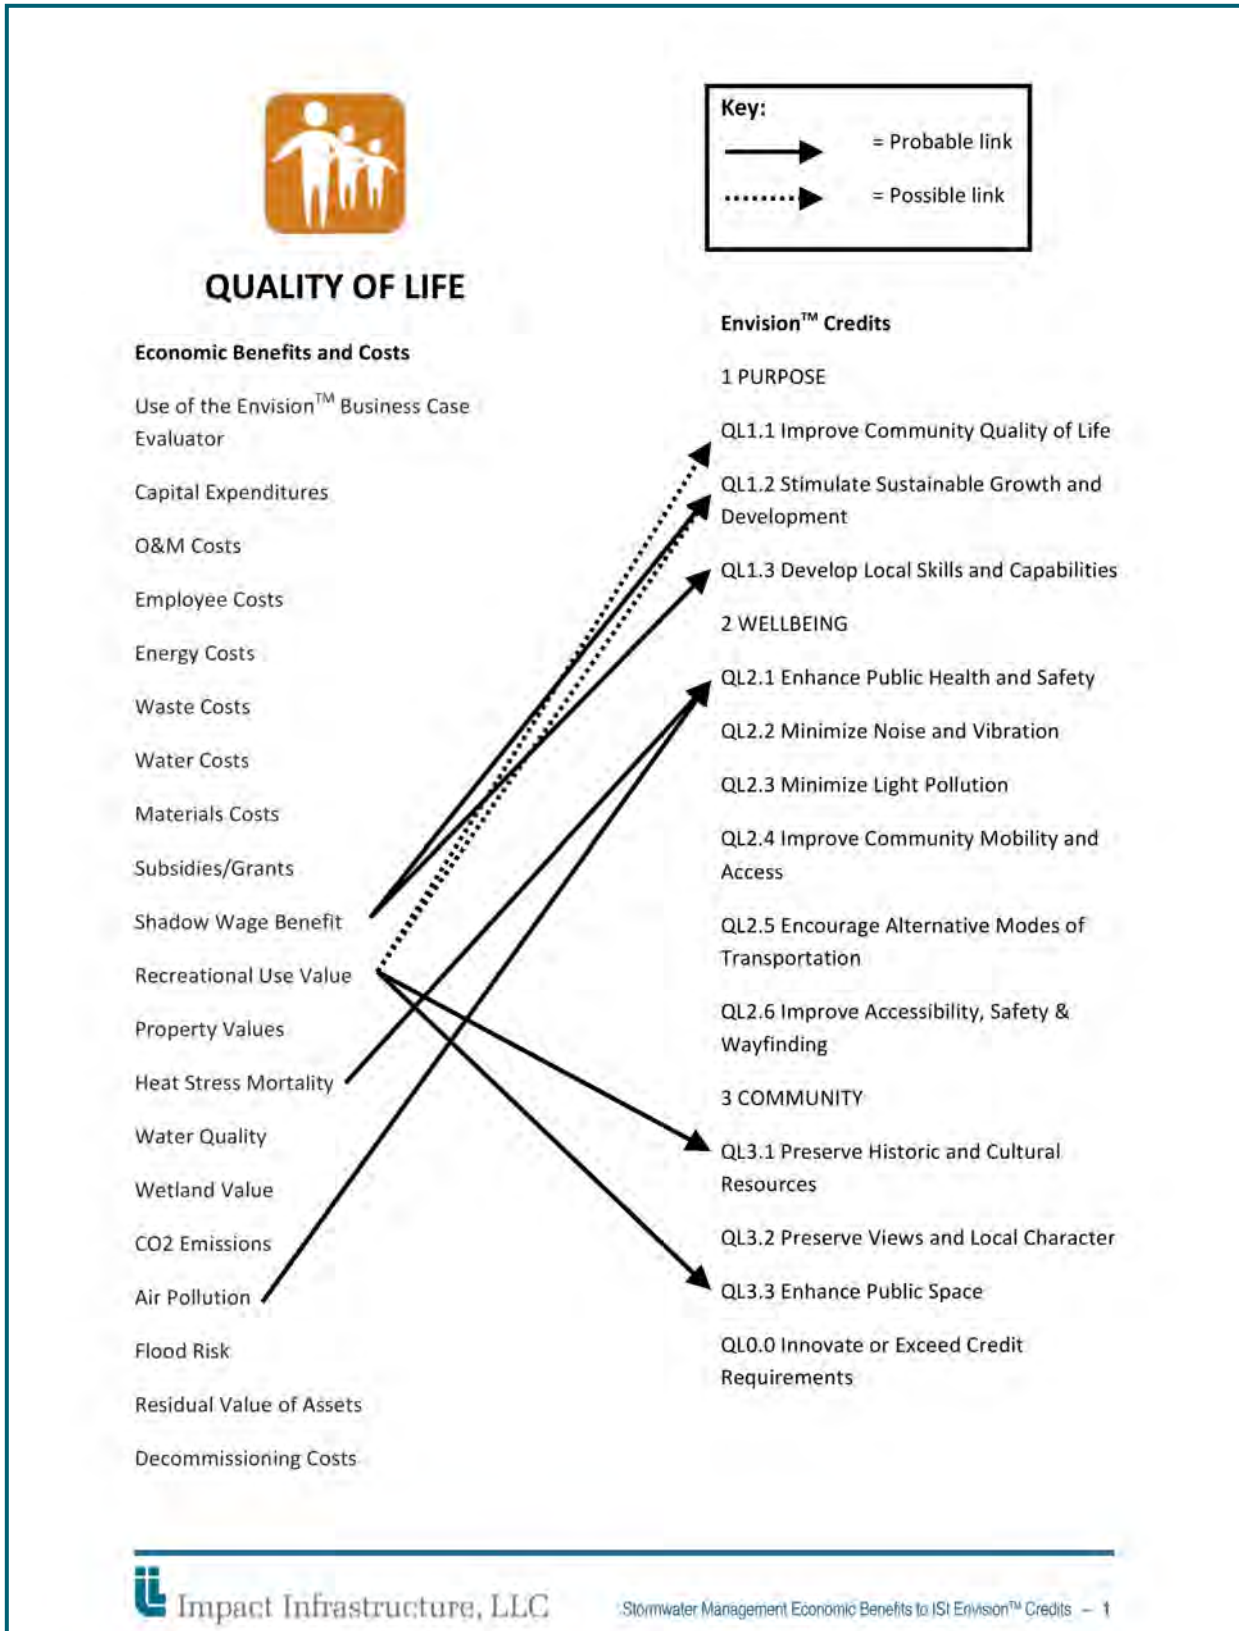 QUALITY OF LIFE
Economic Benefits and Costs
Use of the Envision™ Business Case
Evaluator
Capital Expenditures
O&M Costs
Employee Costs
Energy Costs
Waste Costs
Water Costs
Materials Costs
Subsidies/Grants
Shadow Wage Benefit
Recreational Use Value
Property Values
Heat Stress Mortality
Water Quality
Wetland Value
CO2 Emissions
Air Pollution
Flood Risk
Residual Value of Assets
Decommissioning Costs
Key:
= Probable link
= Possible link
Envision™ Credits
1 PURPOSE
QL1.1 Improve Community Quality of Life
QL1.2 Stimulate Sustainable Growth and
Development
QL1.3 Develop Local Skills and Capabilities
2 WELLBEING
QL2.1 Enhance Public Health and Safety
QL2.2 Minimize Noise and Vibration
QL2.3 Minimize Light Pollution
QL2.4 Improve Community Mobility and
Access
QL2.5 Encourage Alternative Modes of
Transportation
QL2.6 Improve Accessibility, Safety &
Wayfinding
3 COMMUNITY
QL3.1 Preserve Historic and Cultural
Resources
QL3.2 Preserve Views and Local Character
QL3.3 Enhance Public Space
QL0.0 Innovate or Exceed Credit
Requirements
Impact Infrastructure, LLC
Stormwater Management Economic Benefits to ISI Envision™ Credits – 1